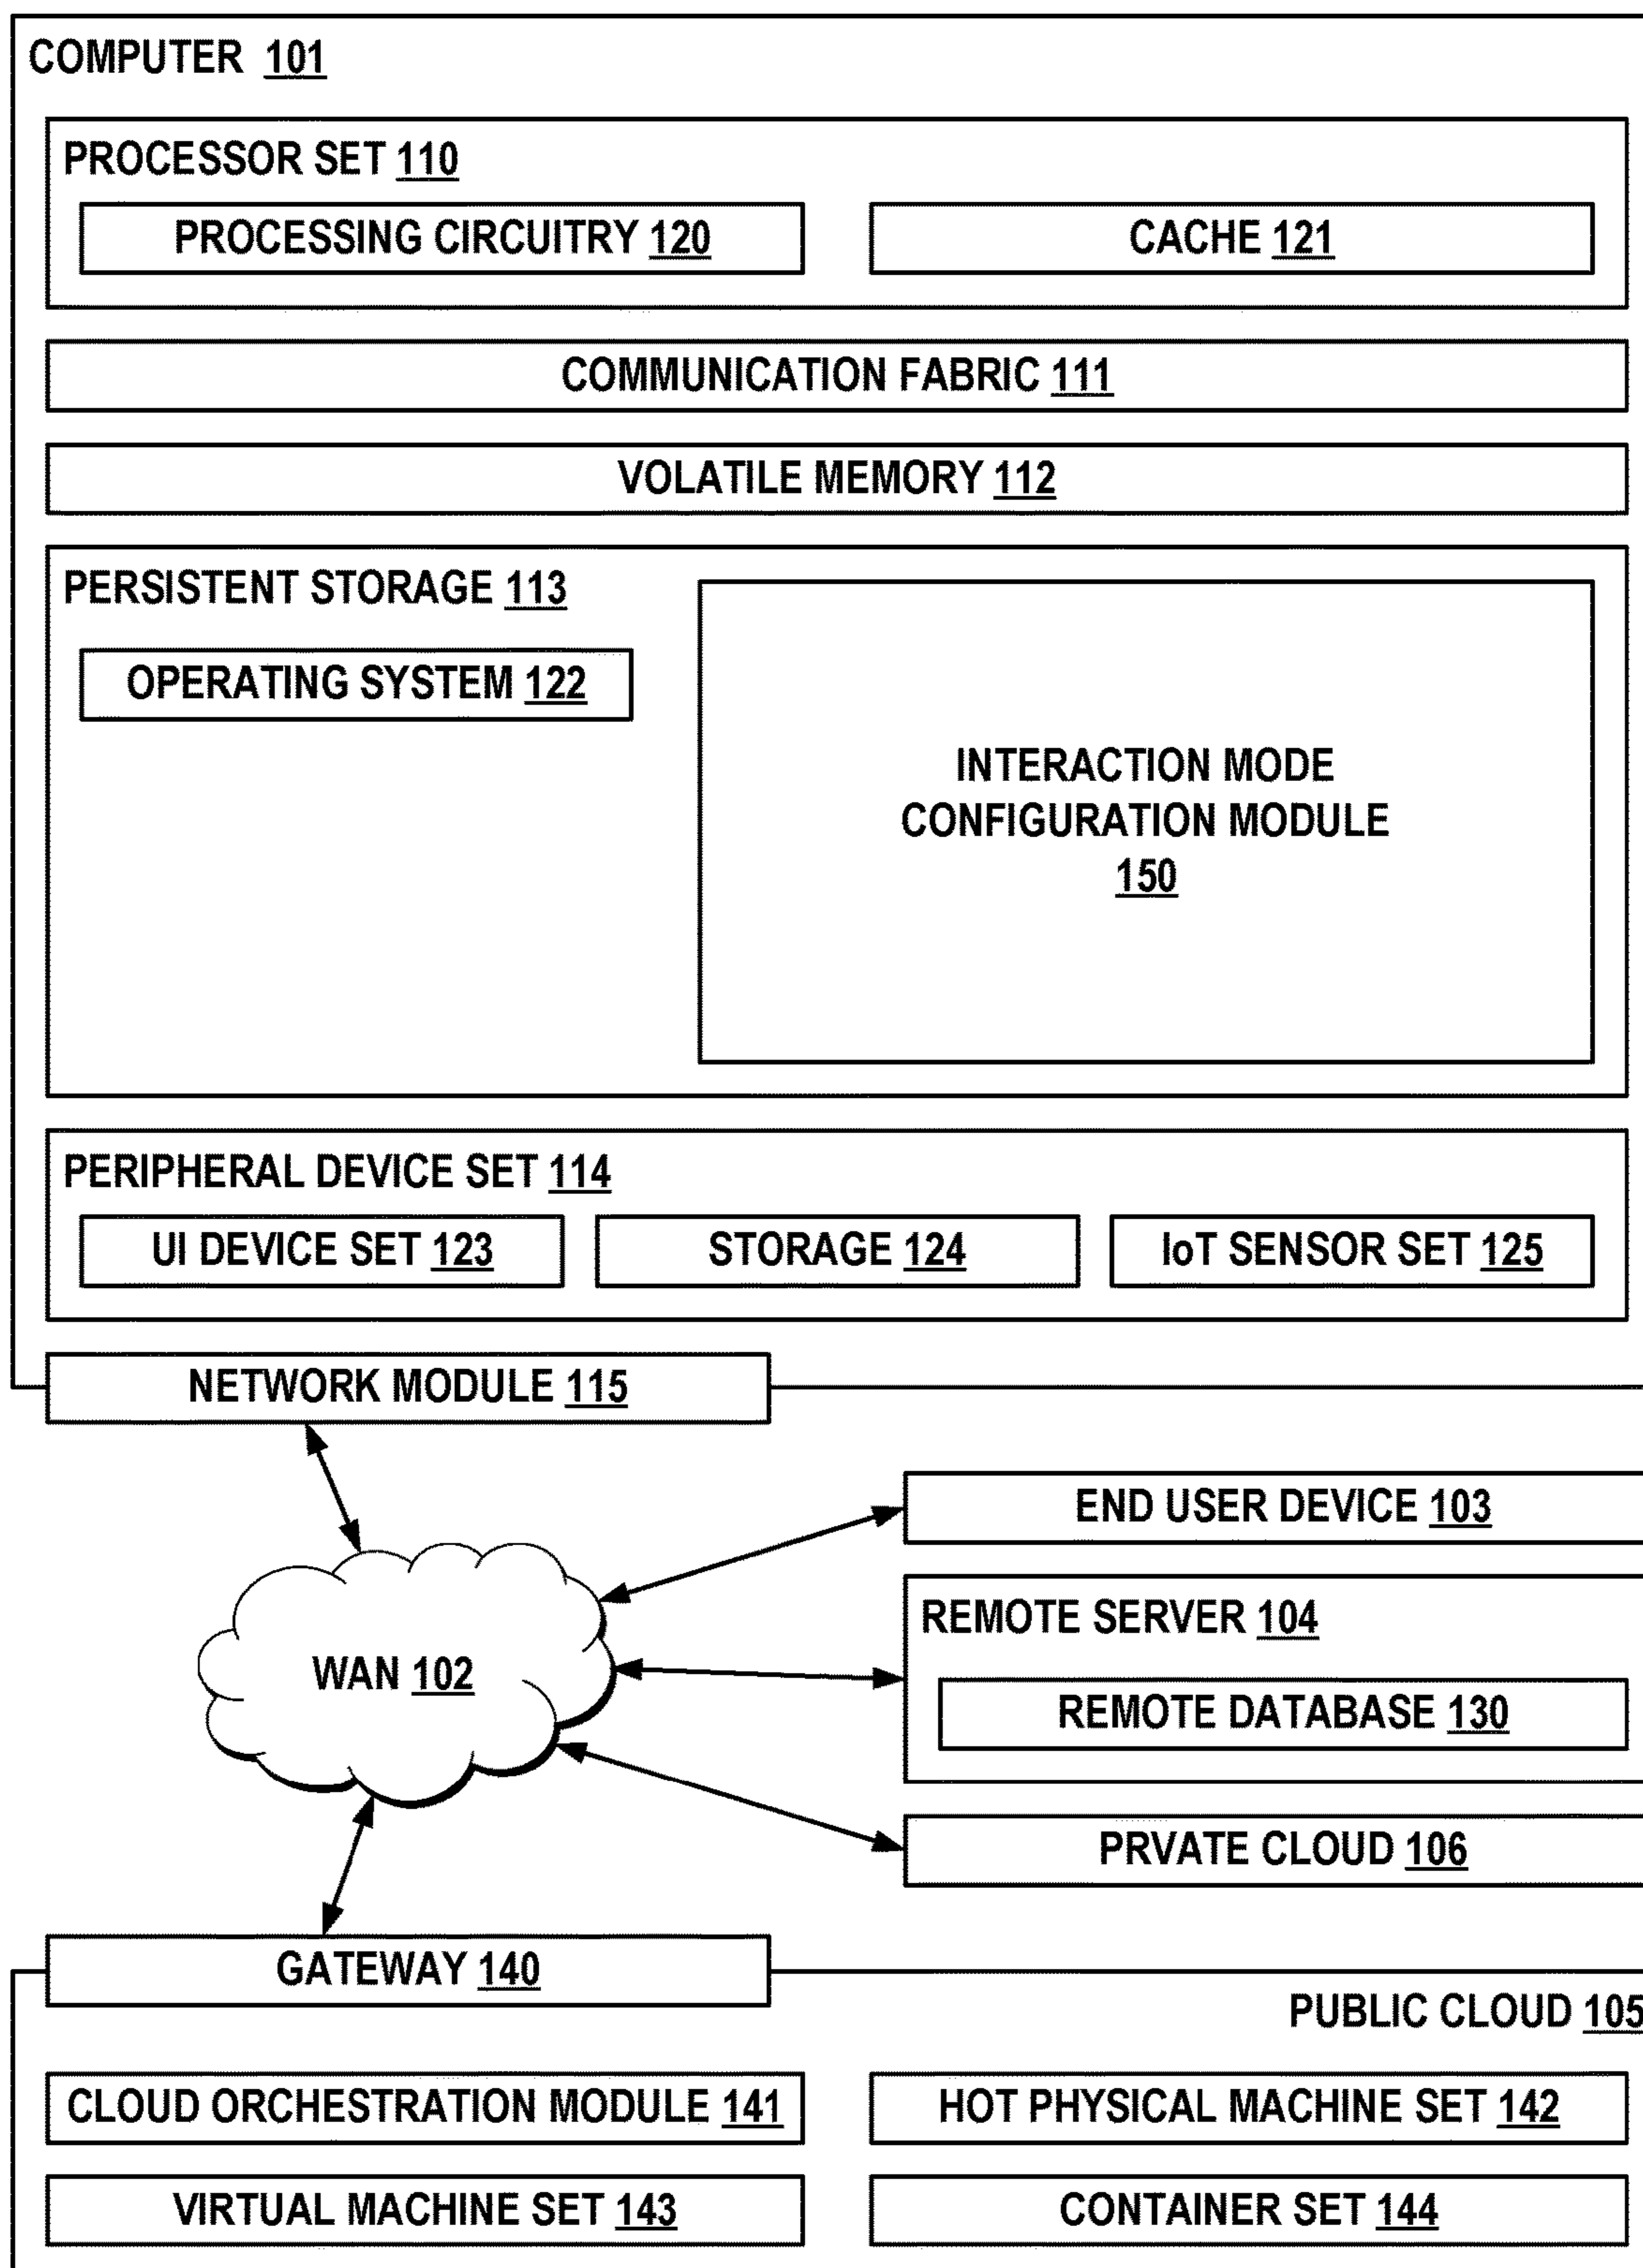 COMPUTER 101
PROCESSOR SET 110
PROCESSING CIRCUITRY 120
CACHE 121
COMMUNICATION FABRIC 111
VOLATILE MEMORY 112
PERSISTENT STORAGE 113
OPERATING SYSTEM 122
INTERACTION MODE
CONFIGURATION MODULE
150
PERIPHERAL DEVICE SET 114
UI DEVICE SET 123
STORAGE 124
IoT SENSOR SET 125
NETWORK MODULE 115
END USER DEVICE 103
REMOTE SERVER 104
WAN 102
REMOTE DATABASE 130
PRVATE CLOUD 106
GATEWAY 140
PUBLIC CLOUD 105
CLOUD ORCHESTRATION MODULE 141
HOT PHYSICAL MACHINE SET 142
VIRTUAL MACHINE SET 143
CONTAINER SET 144